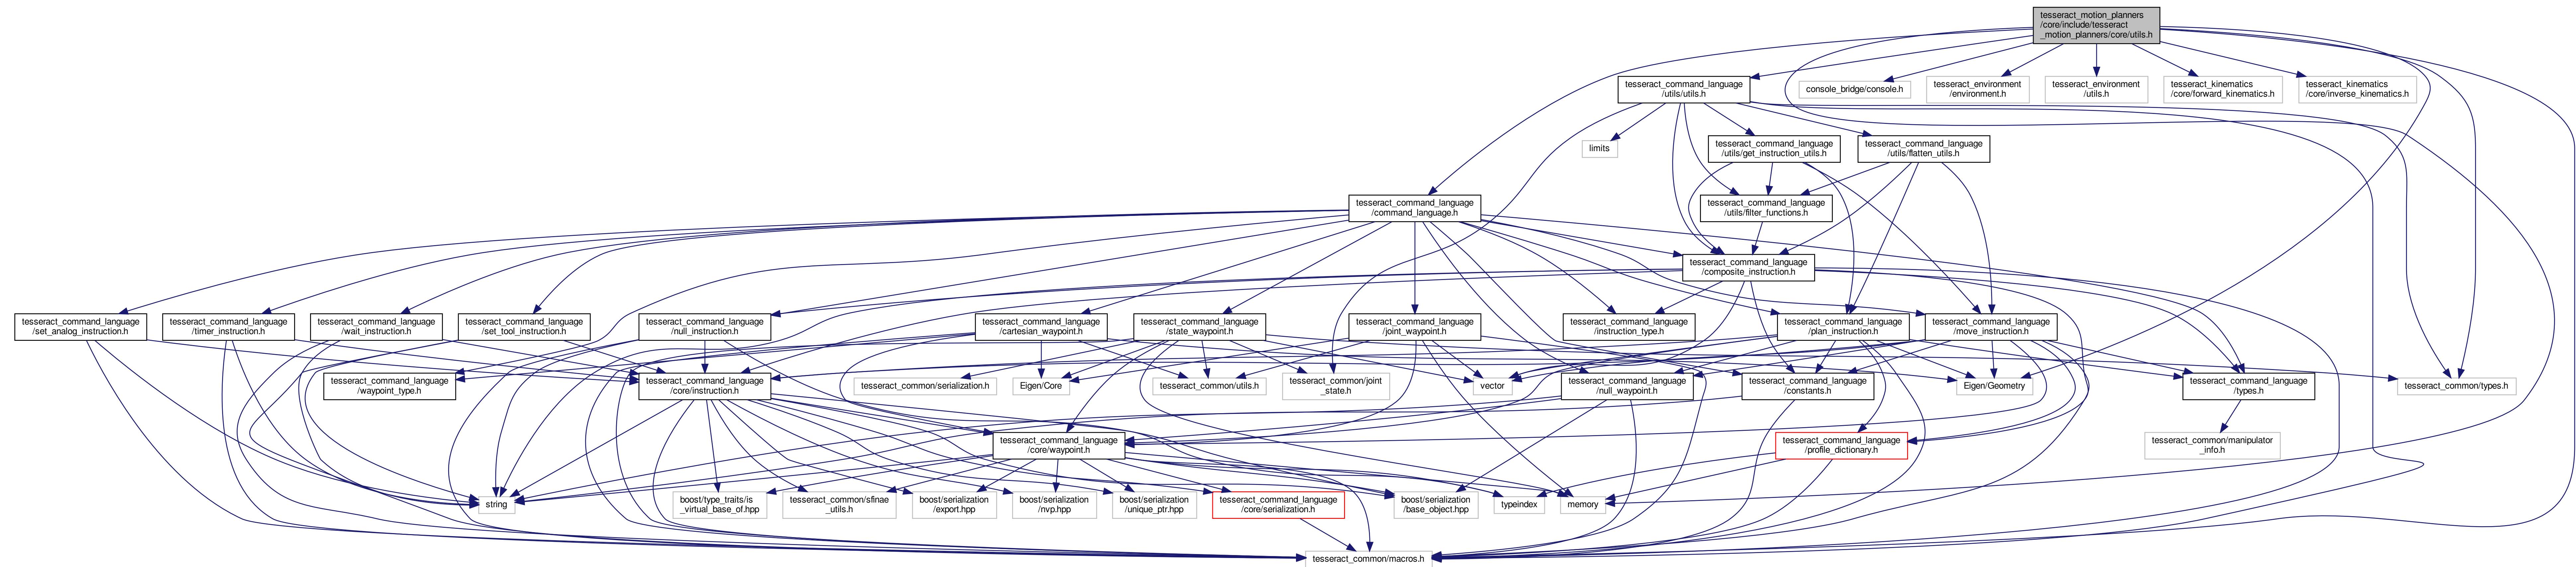 tesseract_motion_planners
/core/include/tesseract
_motion_planners/core/utils.h
tesseract_command_language
/utils/utils.h
console_bridge/console.h
tesseract_environment
/environment.h
tesseract_environment
/utils.h
tesseract_kinematics
/core/forward_kinematics.h
tesseract_kinematics
/core/inverse_kinematics.h
limits
tesseract_command_language
/utils/get_instruction_utils.h
tesseract_command_language
/utils/flatten_utils.h
tesseract_command_language
/command_language.h
tesseract_command_language
/utils/filter_functions.h
tesseract_command_language
/composite_instruction.h
tesseract_command_language
/set_analog_instruction.h
tesseract_command_language
/timer_instruction.h
tesseract_command_language
/wait_instruction.h
tesseract_command_language
/set_tool_instruction.h
tesseract_command_language
/null_instruction.h
tesseract_command_language
/cartesian_waypoint.h
tesseract_command_language
/state_waypoint.h
tesseract_command_language
/joint_waypoint.h
tesseract_command_language
/instruction_type.h
tesseract_command_language
/plan_instruction.h
tesseract_command_language
/move_instruction.h
tesseract_command_language
/waypoint_type.h
tesseract_command_language
/core/instruction.h
tesseract_common/serialization.h
Eigen/Core
tesseract_common/utils.h
tesseract_common/joint
_state.h
vector
tesseract_command_language
/null_waypoint.h
tesseract_command_language
/constants.h
Eigen/Geometry
tesseract_command_language
/types.h
tesseract_common/types.h
tesseract_command_language
/core/waypoint.h
tesseract_command_language
/profile_dictionary.h
tesseract_common/manipulator
_info.h
string
boost/type_traits/is
_virtual_base_of.hpp
tesseract_common/sfinae
_utils.h
boost/serialization
/export.hpp
boost/serialization
/nvp.hpp
boost/serialization
/unique_ptr.hpp
tesseract_command_language
/core/serialization.h
boost/serialization
/base_object.hpp
typeindex
memory
tesseract_common/macros.h